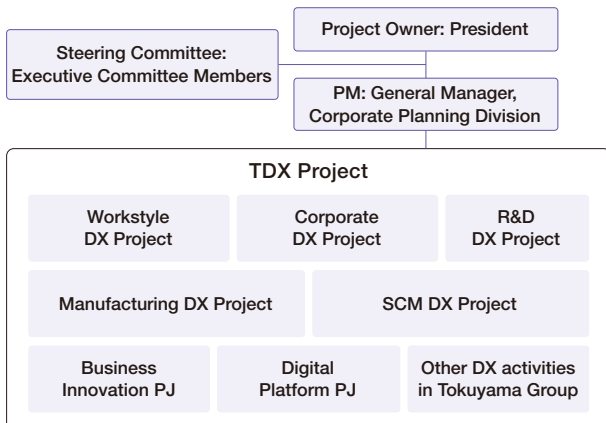 Project Owner: President
Steering Committee:
Executive Committee Members
PM: General Manager,
Corporate Planning Division
TDX Project
Workstyle
DX Project
Corporate
DX Project
R&D
DX Project
Manufacturing DX Project
SCM DX Project
Business
Innovation PJ
Digital
Platform PJ
Other DX activities
in Tokuyama Group